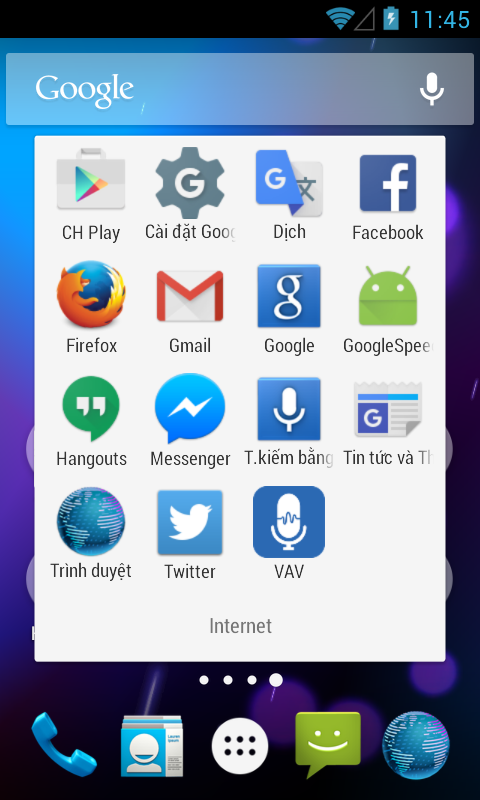 11:45
Google
CH Play
Cài đặt Goog
Dịch
Facebook
Firefox
Gmail
Google
GoogleSpee
Hangouts
Messenger
T.kiếm bằng
Tin tức và Th
Trình duyệt
Twitter
VAV
Internet